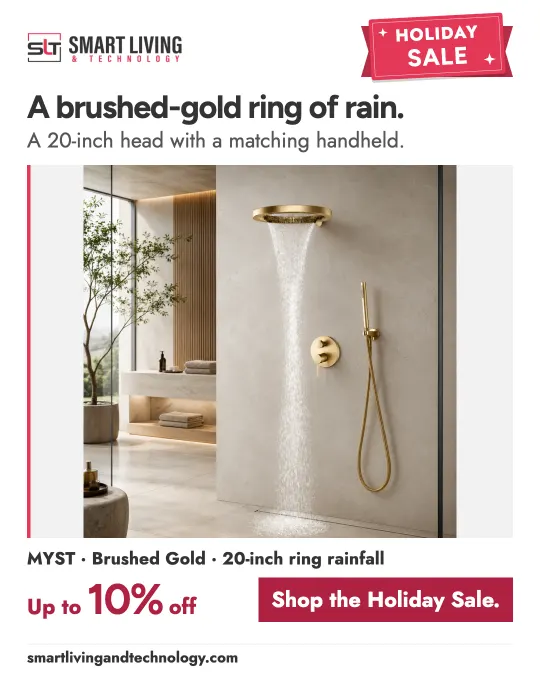 SLT SMART LIVING
& TECHNOLOGY
HOLIDAY
SALE
A brushed-gold ring of rain.
A 20-inch head with a matching handheld.
MYST · Brushed Gold · 20-inch ring rainfall
Up to 10% off
Shop the Holiday Sale.
smartlivingandtechnology.com